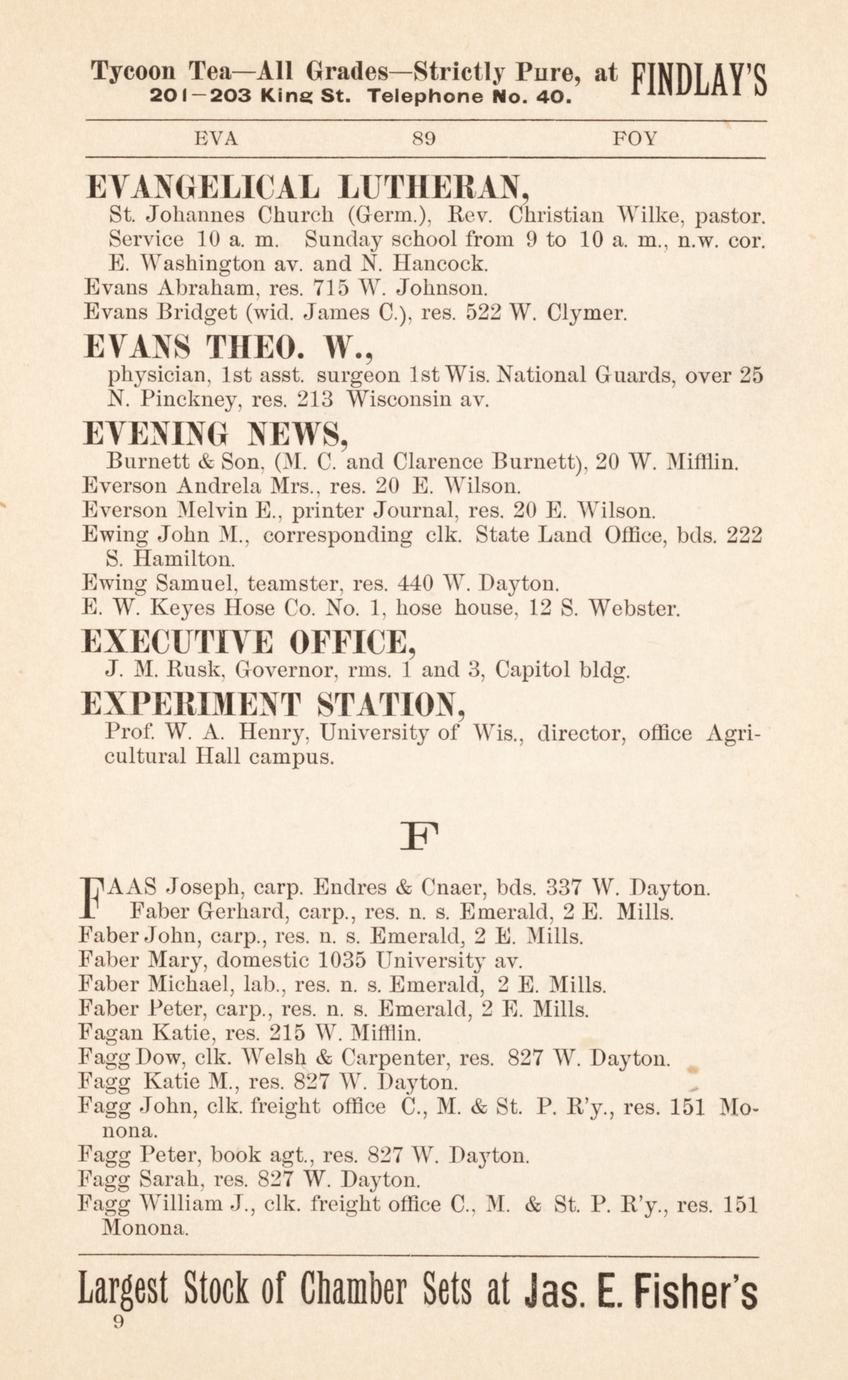 Tycoon Tea—All Grades—Strictly Pure, at FINDLAY'S
201—203 King St. Telephone No. 40.
EVA 89 FOY
EVANGELICAL LUTHERAN,
St. Johannes Church (Germ.), Rev. Christian Wilke, pastor.
Service 10 a. m. Sunday school from 9 to 10 a. m., n.w. cor.
E. Washington av. and N. Hancock.
Evans Abraham, res. 715 W. Johnson.
Evans Bridget (wid. James C.), res. 522 W. Clymer.
EVANS THEO. W.,
physician, 1st asst. surgeon 1st Wis. National Guards, over 25
N. Pinckney, res. 213 Wisconsin av.
EVENING NEWS,
Burnett & Son, (M. C. and Clarence Burnett), 20 W. Mifflin.
Everson Andrela Mrs., res. 20 E. Wilson.
Everson Melvin E., printer Journal, res. 20 E. Wilson.
Ewing John M., corresponding clk. State Land Office, bds. 222
S. Hamilton.
Ewing Samuel, teamster, res. 440 W. Dayton.
E. W. Keyes Hose Co. No. 1, hose house, 12 S. Webster.
EXECUTIVE OFFICE,
J. M. Rusk, Governor, rms. 1 and 3, Capitol bldg.
EXPERIMENT STATION,
Prof. W. A. Henry, University of Wis., director, office Agri-
cultural Hall campus.
F
FAAS Joseph, carp. Endres & Cnaer, bds. 337 W. Dayton.
Faber Gerhard, carp., res. n. s. Emerald, 2 E. Mills.
Faber John, carp., res. n. s. Emerald, 2 E. Mills.
Faber Mary, domestic 1035 University av.
Faber Michael, lab., res. n. s. Emerald, 2 E. Mills.
Faber Peter, carp., res. n. s. Emerald, 2 E. Mills.
Fagan Katie, res. 215 W. Mifflin.
Fagg Dow, clk. Welsh & Carpenter, res. 827 W. Dayton.
Fagg Katie M., res. 827 W. Dayton.
Fagg John, clk. freight office C., M. & St. P. R'y., res. 151 Mo-
nona.
Fagg Peter, book agt., res. 827 W. Dayton.
Fagg Sarah, res. 827 W. Dayton.
Fagg William J., clk. freight office C., M. & St. P. R'y., res. 151
Monona.
Largest Stock of Chamber Sets at Jas. E. Fisher's
9